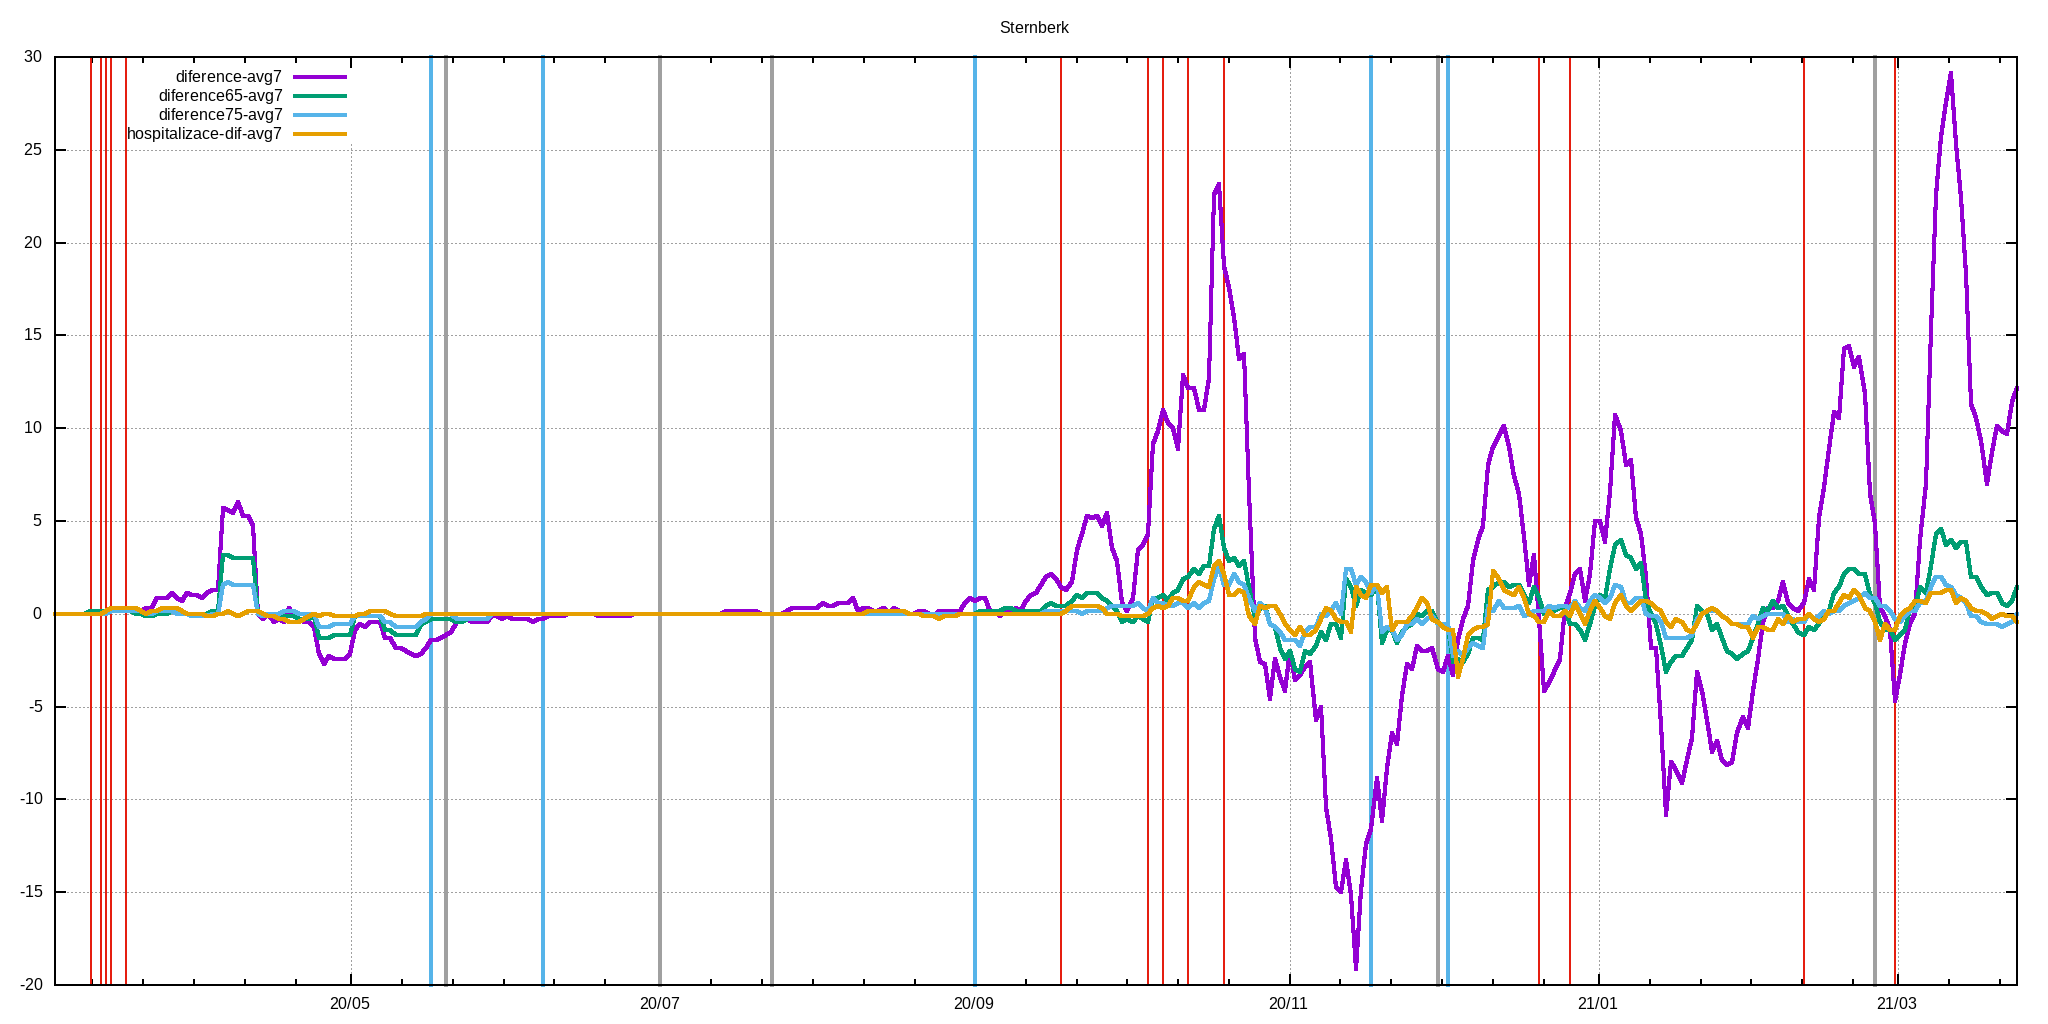 Sternberk
30
diference-avg7
diference65-avg7
diference75-avg7
hospitalizace-dif-avg7
25
20
15
10
5
0
-5
-10
-15
-20
20/05 20/07 20/09 20/11 21/01 21/03